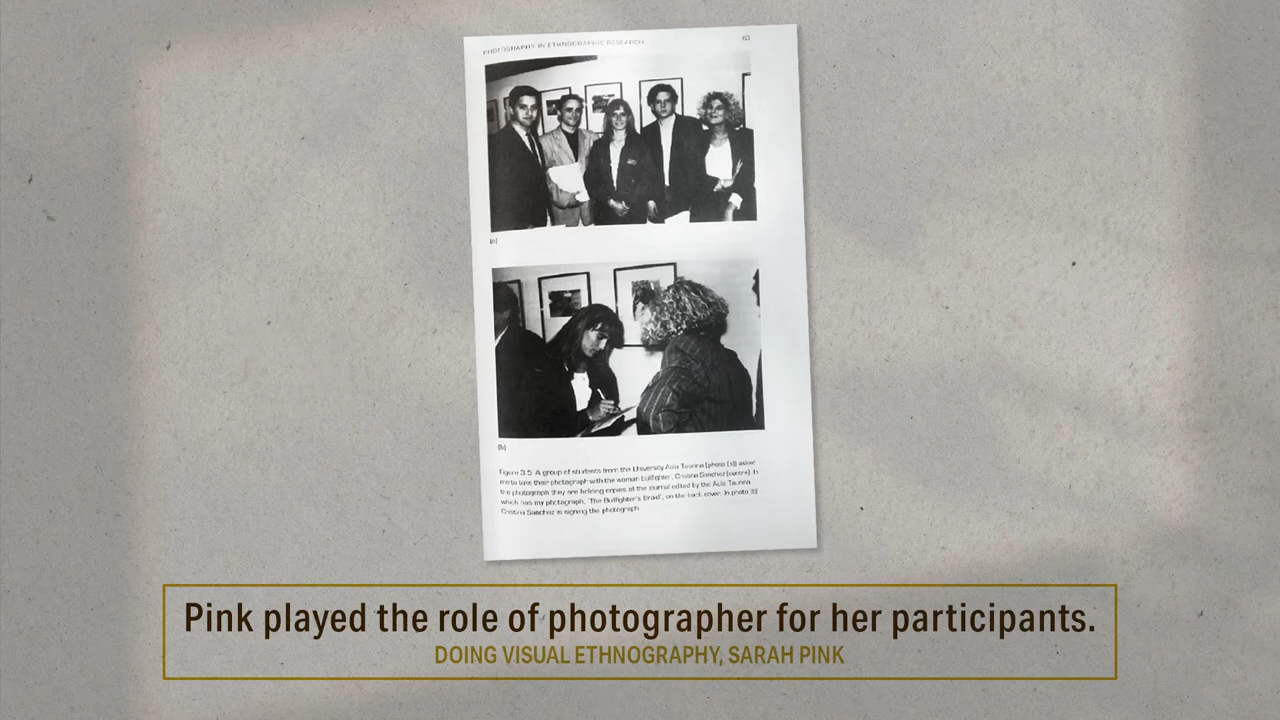 PHOTOGRAPHY IN ETHNOGRAPHIC RESEARCH 63
(a)
(b)
Figure 3.5 A group of students from the University Aula Taurina (photo (a)) asked
me to take their photograph with the woman bullfighter, Cristina Sanchez (centre). In
the photograph they are holding copies of the journal edited by the Aula Taurina
which has my photograph, 'The Bullfighter's Braid', on the back cover. In photo (b)
Cristina Sanchez is signing the photograph.
Pink played the role of photographer for her participants.
DOING VISUAL ETHNOGRAPHY, SARAH PINK